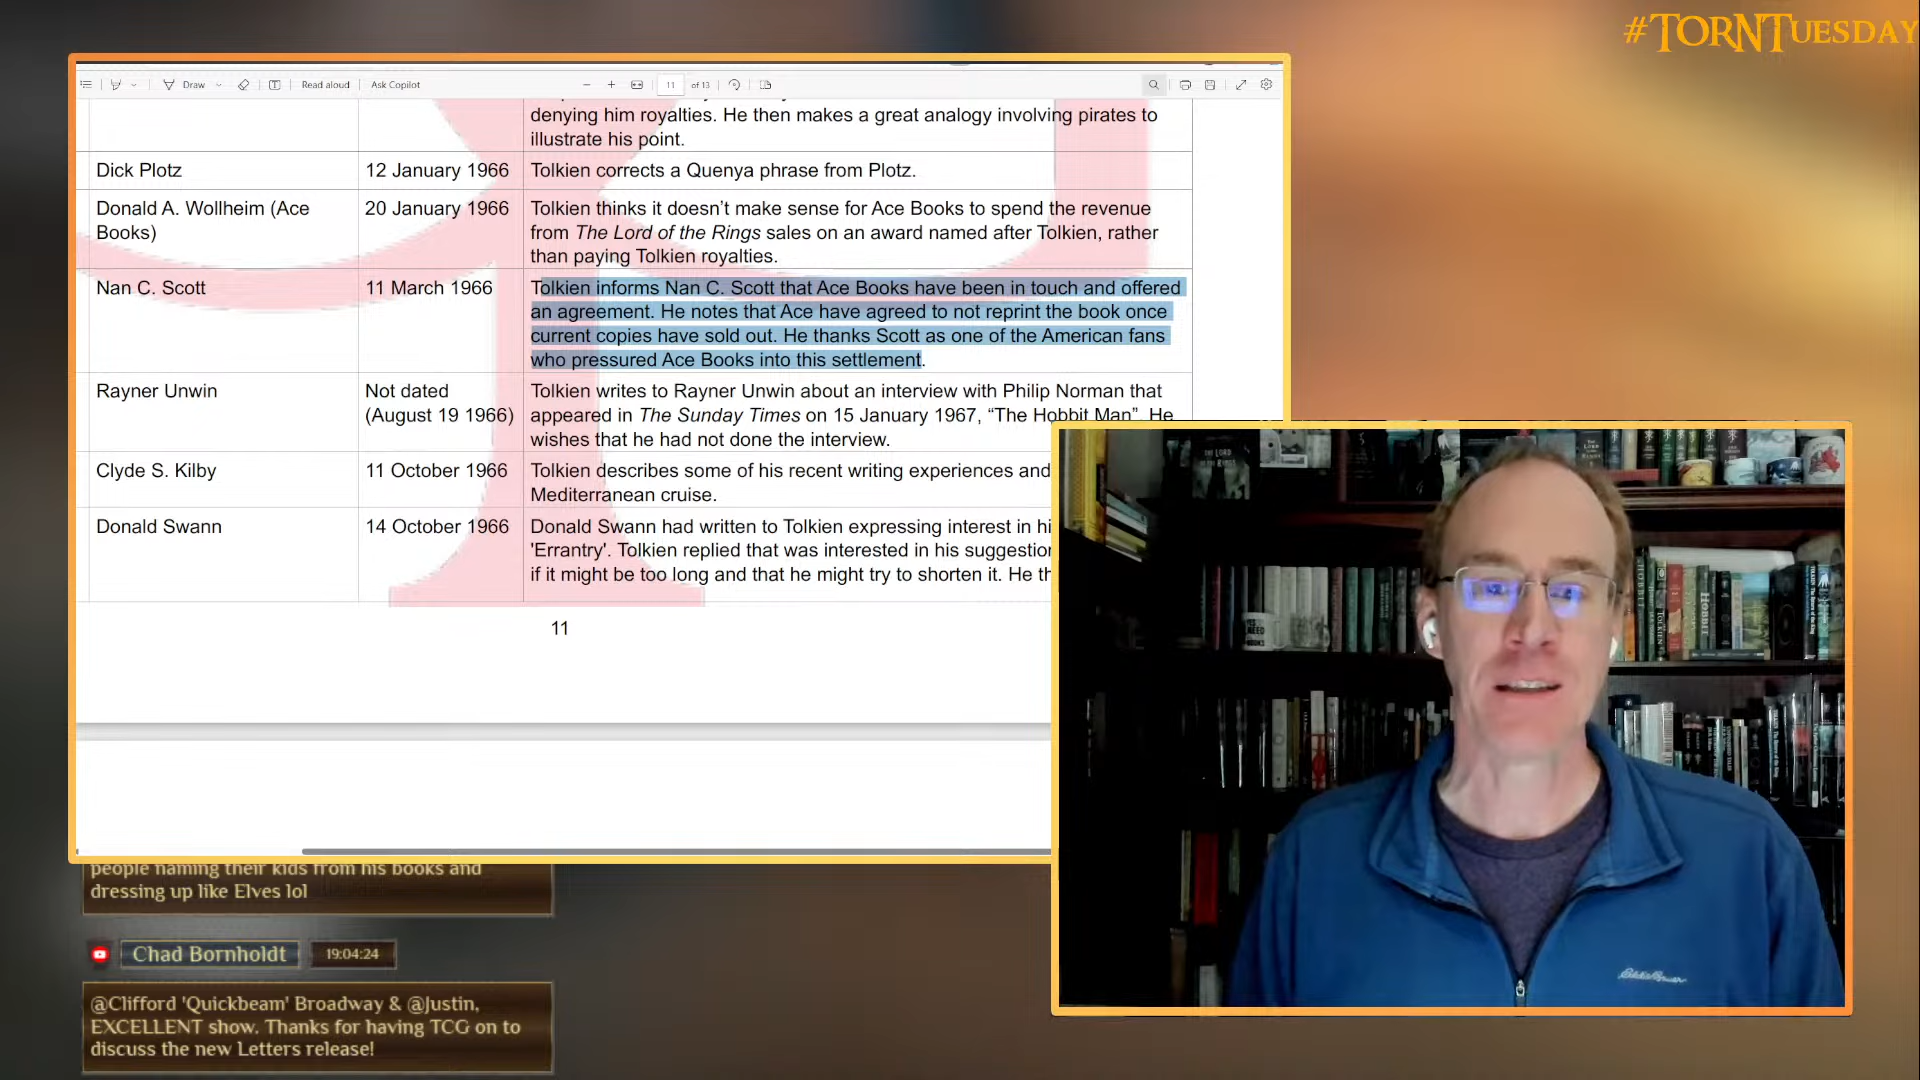 #TORNTUESDAY
Draw
Read aloud
Ask Copilot
11
of 13
denying him royalties. He then makes a great analogy involving pirates to
illustrate his point.
Dick Plotz
12 January 1966
Tolkien corrects a Quenya phrase from Plotz.
Donald A. Wollheim (Ace
Books)
20 January 1966
Tolkien thinks it doesn’t make sense for Ace Books to spend the revenue
from The Lord of the Rings sales on an award named after Tolkien, rather
than paying Tolkien royalties.
Nan C. Scott
11 March 1966
Tolkien informs Nan C. Scott that Ace Books have been in touch and offered
an agreement. He notes that Ace have agreed to not reprint the book once
current copies have sold out. He thanks Scott as one of the American fans
who pressured Ace Books into this settlement.
Rayner Unwin
Not dated
(August 19 1966)
Tolkien writes to Rayner Unwin about an interview with Philip Norman that
appeared in The Sunday Times on 15 January 1967, “The Hobbit Man”. He
wishes that he had not done the interview.
Clyde S. Kilby
11 October 1966
Tolkien describes some of his recent writing experiences and
Mediterranean cruise.
Donald Swann
14 October 1966
Donald Swann had written to Tolkien expressing interest in hi
'Errantry'. Tolkien replied that was interested in his suggestion
if it might be too long and that he might try to shorten it. He th
11
people naming their kids from his books and
dressing up like Elves lol
Chad Bornholdt
19:04:24
@Clifford 'Quickbeam' Broadway & @Justin,
EXCELLENT show. Thanks for having TCG on to
discuss the new Letters release!
THE LORD
OF THE RINGS
HOBBIT
TOLKIEN
HOBBIT
Eddie Bauer